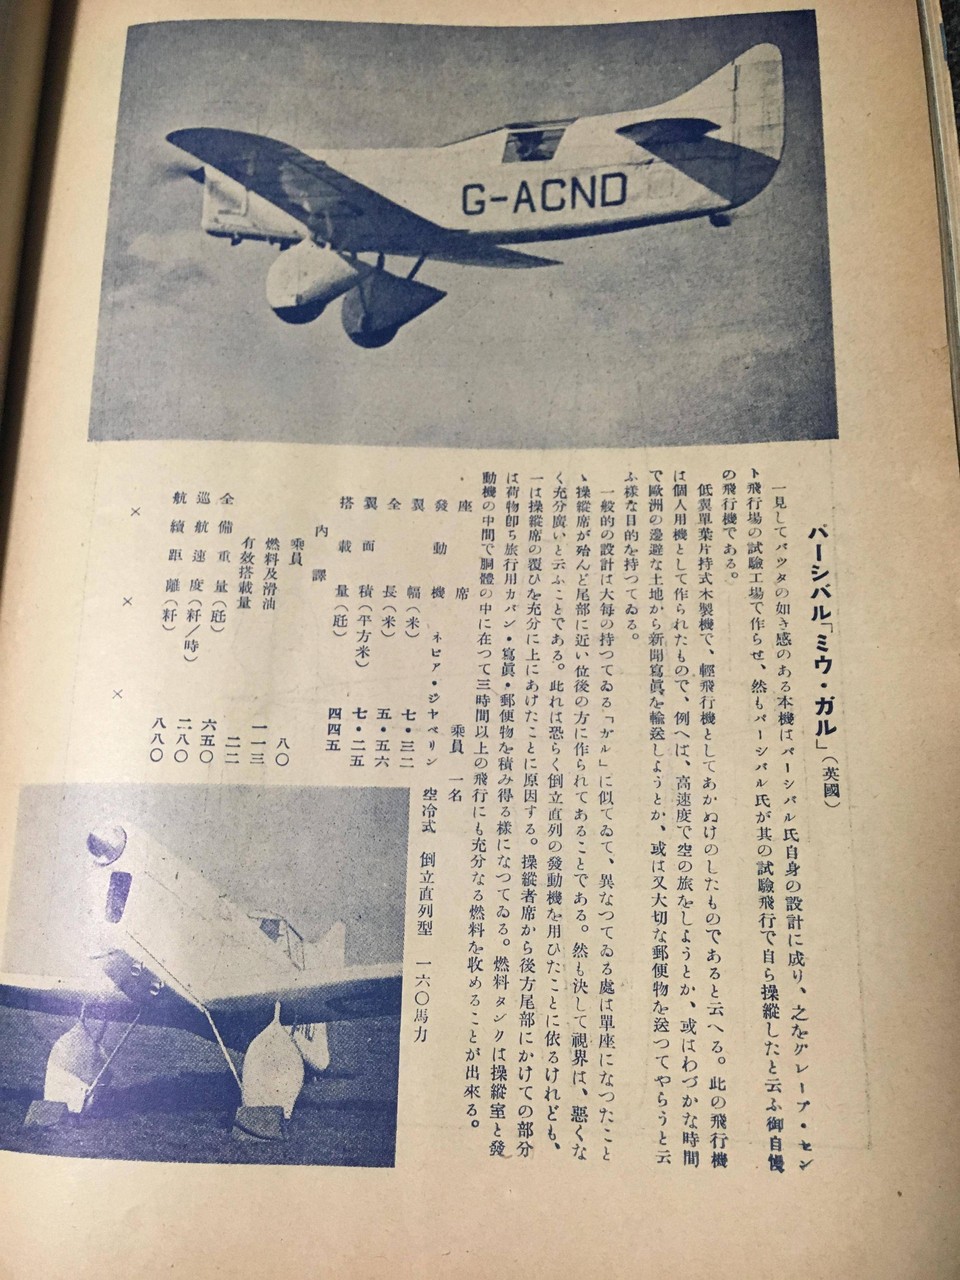 G-ACND
パーシバル「ミウ・ガル」(英國)
一見してバツタの如き感のある本機はパーシバル氏自身の設計に成り、之をグレーブ・セン
ト飛行場の試驗工場で作らせ、然もパーシバル氏が其の試驗飛行で自ら操縱したと云ふ御自慢
の飛行機である。
低翼單葉片持式木製機で、輕飛行機としてあかぬけのしたものであると云へる。此の飛行機
は個人用機として作られたもので、例へば、高速度で空の旅をしようとか、或はわづかな時間
で歐洲の邊避な土地から新聞寫眞を輸送しようとか、或は又大切な郵便物を送つてやらうと云
ふ樣な目的を持つてゐる。
一般的の設計は大每の持つてゐる「ガル」に似てゐて、異なつてゐる處は單座になつたこと
ゝ操縱席が殆んど尾部に近い位後の方に作られてあることである。然も決して視界は、惡くな
く充分廣いと云ふことである。此れは恐らく倒立直列の發動機を用ひたことに依るけれども、
一は操縱席の覆ひを充分に上にあげたことに原因する。操縱者席から後方尾部にかけての部分
は荷物卽ち旅行用カバン・寫眞・郵便物を積み得る樣になつてゐる。燃料タンクは操縱室と發
動機の中間で胴體の中に在つて三時間以上の飛行にも充分なる燃料を收めることが出來る。
座席 乘員 一名
發動機 ネピア・ジヤベリン 空冷式 倒立直列型 一六〇馬力
翼幅(米) 七・三二
全長(米) 五・五六
翼面積(平方米) 七・二五
搭載量(瓩) 四四五
內譯
乘員 八〇
燃料及滑油 一一三
有效搭載量 二二
全備重量(瓩) 六五〇
巡航速度(粁/時) 二八〇
航續距離(粁) 八八〇
× × ×